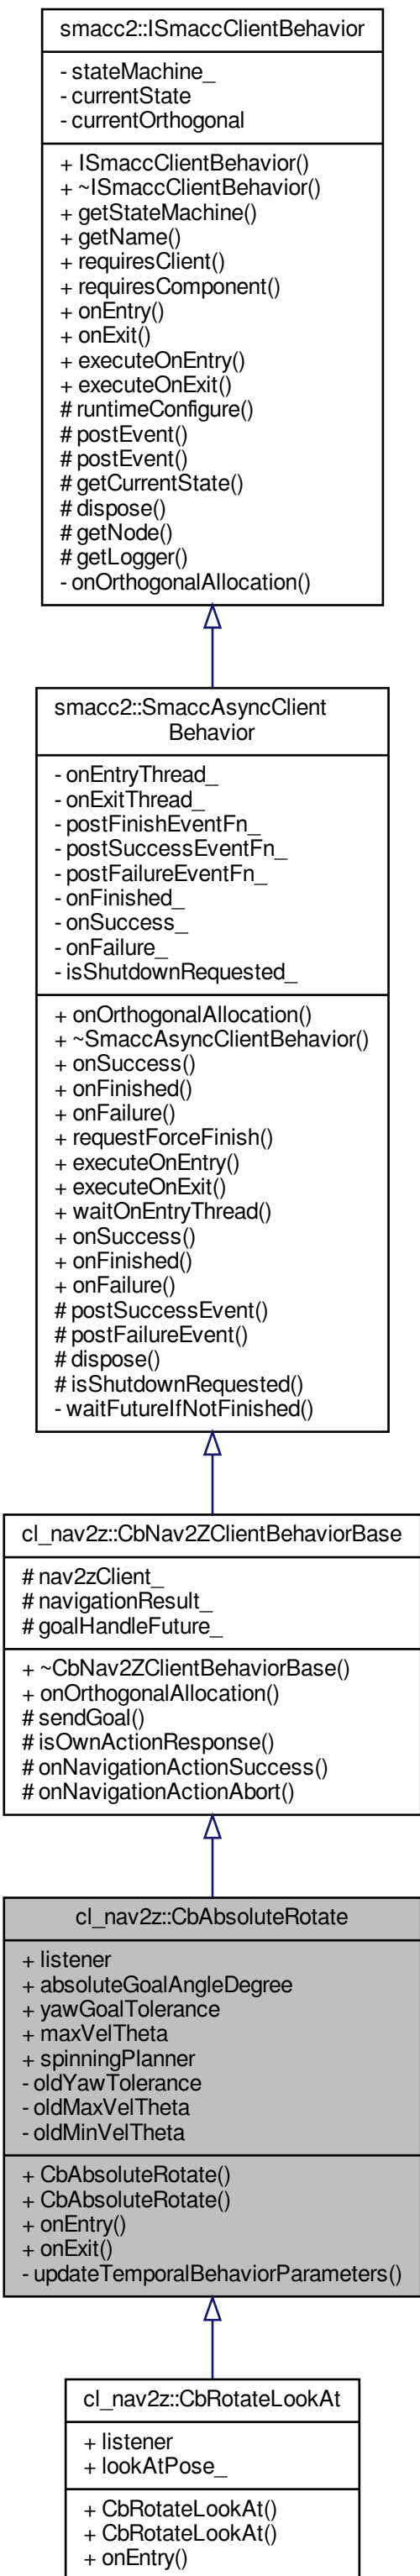 smacc2::ISmaccClientBehavior
- stateMachine_
- currentState
- currentOrthogonal
+ ISmaccClientBehavior()
+ ~ISmaccClientBehavior()
+ getStateMachine()
+ getName()
+ requiresClient()
+ requiresComponent()
+ onEntry()
+ onExit()
+ executeOnEntry()
+ executeOnExit()
# runtimeConfigure()
# postEvent()
# postEvent()
# getCurrentState()
# dispose()
# getNode()
# getLogger()
- onOrthogonalAllocation()
smacc2::SmaccAsyncClient
Behavior
- onEntryThread_
- onExitThread_
- postFinishEventFn_
- postSuccessEventFn_
- postFailureEventFn_
- onFinished_
- onSuccess_
- onFailure_
- isShutdownRequested_
+ onOrthogonalAllocation()
+ ~SmaccAsyncClientBehavior()
+ onSuccess()
+ onFinished()
+ onFailure()
+ requestForceFinish()
+ executeOnEntry()
+ executeOnExit()
+ waitOnEntryThread()
+ onSuccess()
+ onFinished()
+ onFailure()
# postSuccessEvent()
# postFailureEvent()
# dispose()
# isShutdownRequested()
- waitFutureIfNotFinished()
cl_nav2z::CbNav2ZClientBehaviorBase
# nav2zClient_
# navigationResult_
# goalHandleFuture_
+ ~CbNav2ZClientBehaviorBase()
+ onOrthogonalAllocation()
# sendGoal()
# isOwnActionResponse()
# onNavigationActionSuccess()
# onNavigationActionAbort()
cl_nav2z::CbAbsoluteRotate
+ listener
+ absoluteGoalAngleDegree
+ yawGoalTolerance
+ maxVelTheta
+ spinningPlanner
- oldYawTolerance
- oldMaxVelTheta
- oldMinVelTheta
+ CbAbsoluteRotate()
+ CbAbsoluteRotate()
+ onEntry()
+ onExit()
- updateTemporalBehaviorParameters()
cl_nav2z::CbRotateLookAt
+ listener
+ lookAtPose_
+ CbRotateLookAt()
+ CbRotateLookAt()
+ onEntry()